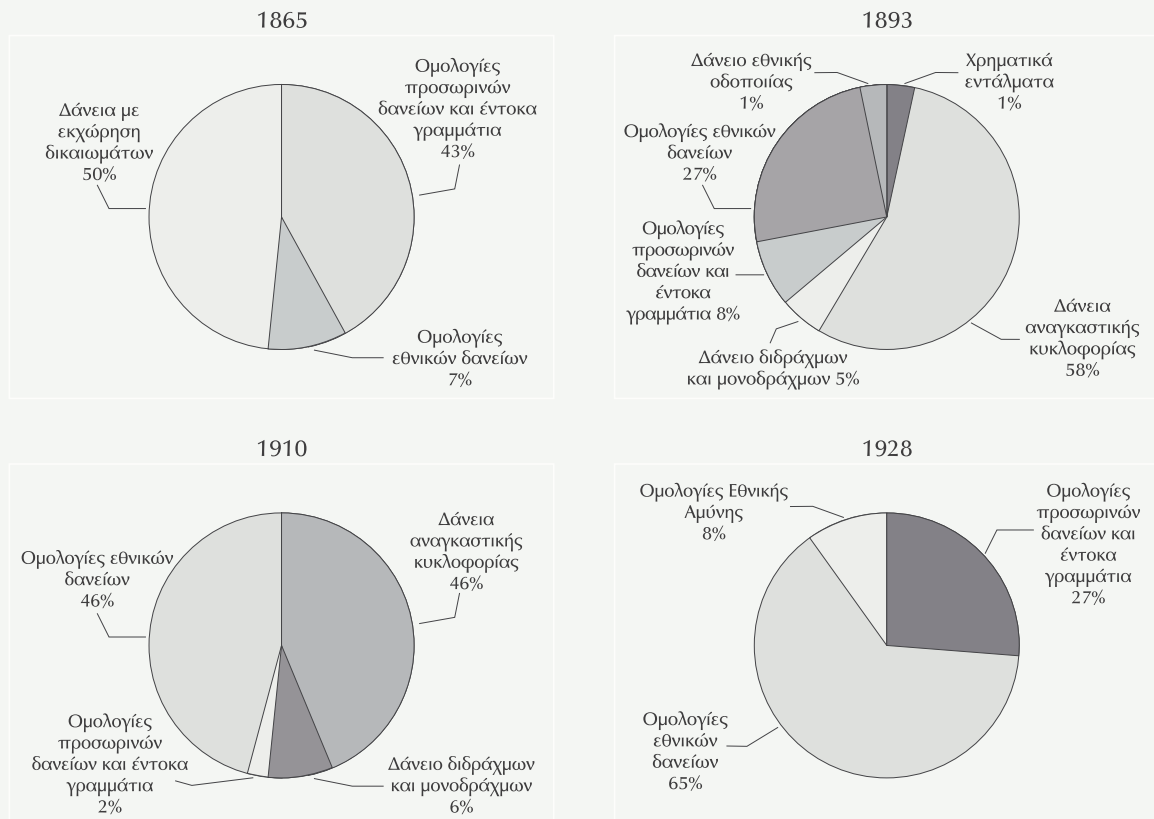 1865
Ομολογίες
προσωρινών
δανείων και έντοκα
γραμμάτια
43%
Δάνεια με
εκχώρηση
δικαιωμάτων
50%
Ομολογίες
εθνικών δανείων
7%
1893
Δάνειο εθνικής
οδοποιίας
1%
Χρηματικά
εντάλματα
1%
Ομολογίες εθνικών
δανείων
27%
Ομολογίες
προσωρινών
δανείων και
έντοκα
γραμμάτια 8%
Δάνειο διδράχμων
και μονοδράχμων 5%
Δάνεια
αναγκαστικής
κυκλοφορίας
58%
1910
Δάνεια
αναγκαστικής
κυκλοφορίας
46%
Ομολογίες εθνικών
δανείων
46%
Ομολογίες
προσωρινών
δανείων και έντοκα
γραμμάτια
2%
Δάνειο διδράχμων
και μονοδράχμων
6%
1928
Ομολογίες Εθνικής
Αμύνης
8%
Ομολογίες
προσωρινών
δανείων και
έντοκα
γραμμάτια
27%
Ομολογίες
εθνικών
δανείων
65%